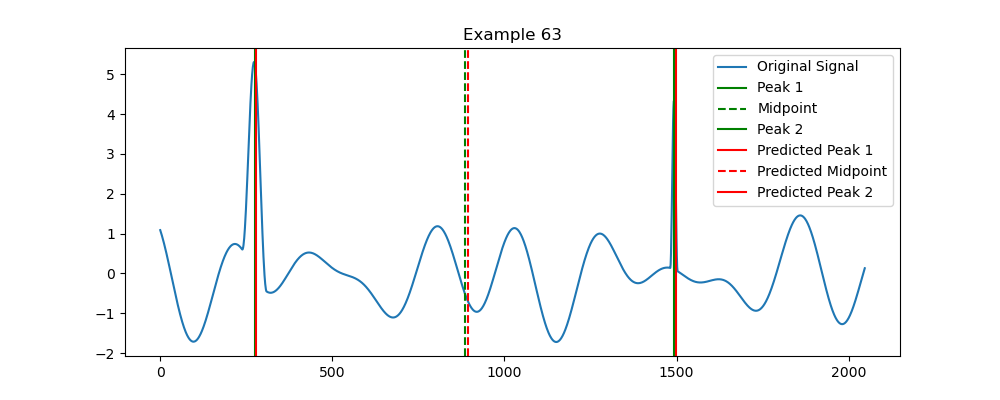 Example 63
Original Signal
Peak 1
Midpoint
Peak 2
Predicted Peak 1
Predicted Midpoint
Predicted Peak 2
5
4
3
2
1
0
−1
−2
0 500 1000 1500 2000